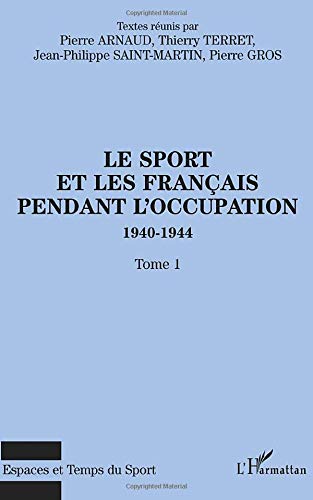 Textes réunis par
Pierre ARNAUD, Thierry TERRET,
Jean-Philippe SAINT-MARTIN, Pierre GROS
LE SPORT
ET LES FRANÇAIS
PENDANT L'OCCUPATION
1940-1944
Tome 1
Espaces et Temps du Sport
L'Harmattan